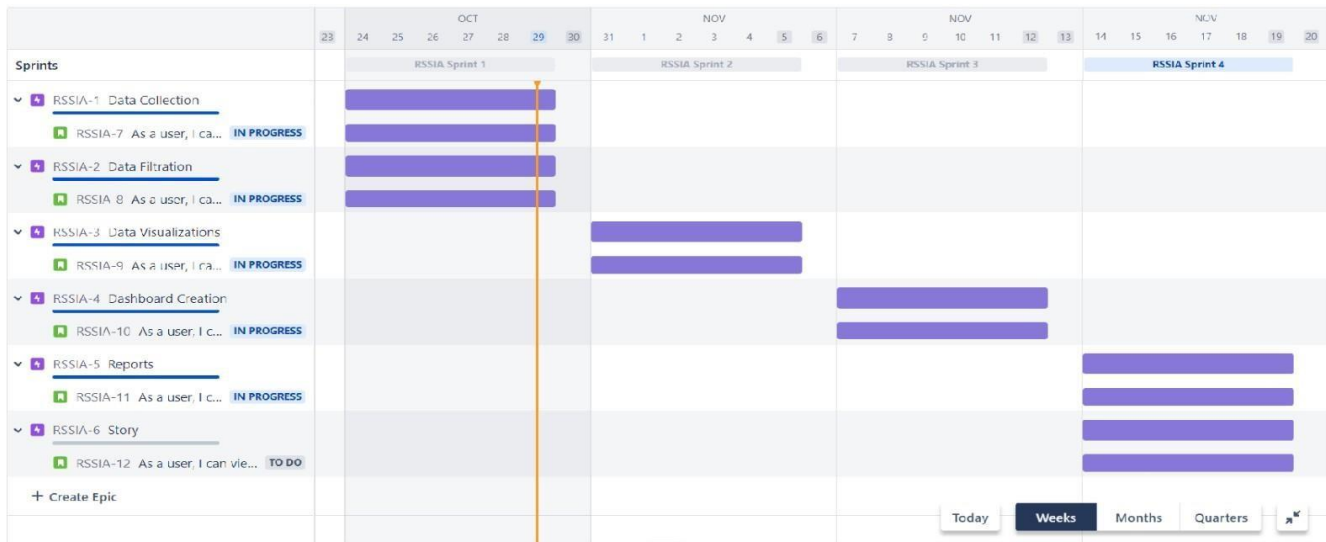 OCT NOV NOV NOV
23 24 25 26 27 28 29 30 31 1 2 3 4 5 6 7 8 9 10 11 12 13 14 15 16 17 18 19 20
Sprints RSSIA Sprint 1 RSSIA Sprint 2 RSSIA Sprint 3 RSSIA Sprint 4
RSSIA-1 Data Collection
RSSIA-7 As a user, I ca... IN PROGRESS
RSSIA-2 Data Filtration
RSSIA-8 As a user, I ca... IN PROGRESS
RSSIA-3 Data Visualizations
RSSIA-9 As a user, I ca... IN PROGRESS
RSSIA-4 Dashboard Creation
RSSIA-10 As a user, I c... IN PROGRESS
RSSIA-5 Reports
RSSIA-11 As a user, I c... IN PROGRESS
RSSIA-6 Story
RSSIA-12 As a user, I can vie... TO DO
+ Create Epic
Today Weeks Months Quarters